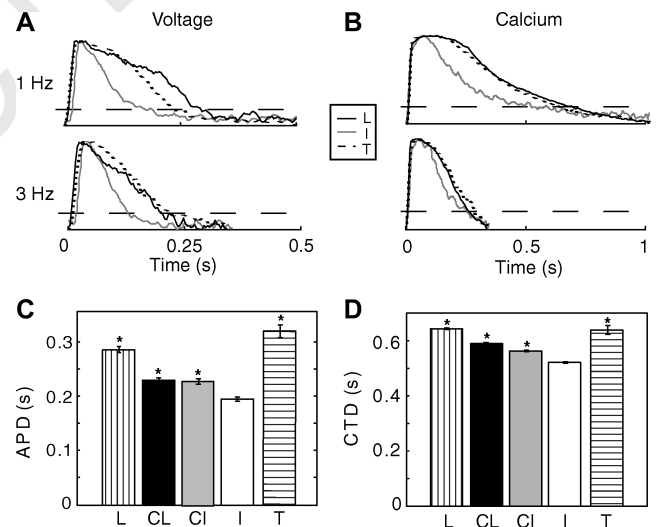 A Voltage
B Calcium
1 Hz
L
I
T
3 Hz
0 0.25 0.5
Time (s)
0 0.5 1
Time (s)
C
APD (s)
0.3
0.2
0.1
0
* * * *
L CL CI I T
D
CTD (s)
0.6
0.4
0.2
0
* * * *
L CL CI I T